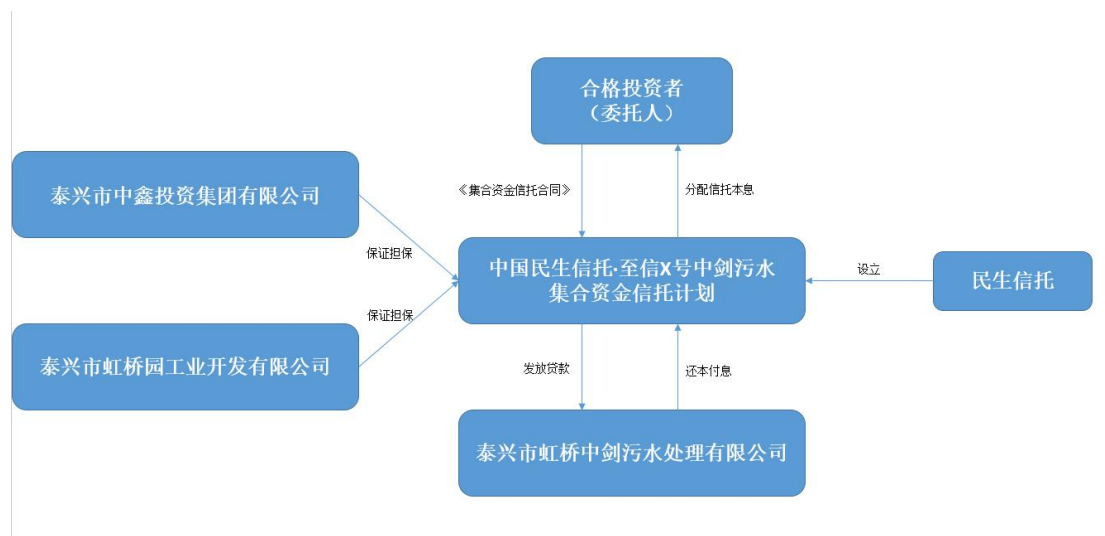 合格投资者
（委托人）
泰兴市中鑫投资集团有限公司
《集合资金信托合同》
分配信托本息
保证担保
中国民生信托·至信X号中剑污水
集合资金信托计划
设立
民生信托
保证担保
泰兴市虹桥园工业开发有限公司
发放贷款
还本付息
泰兴市虹桥中剑污水处理有限公司